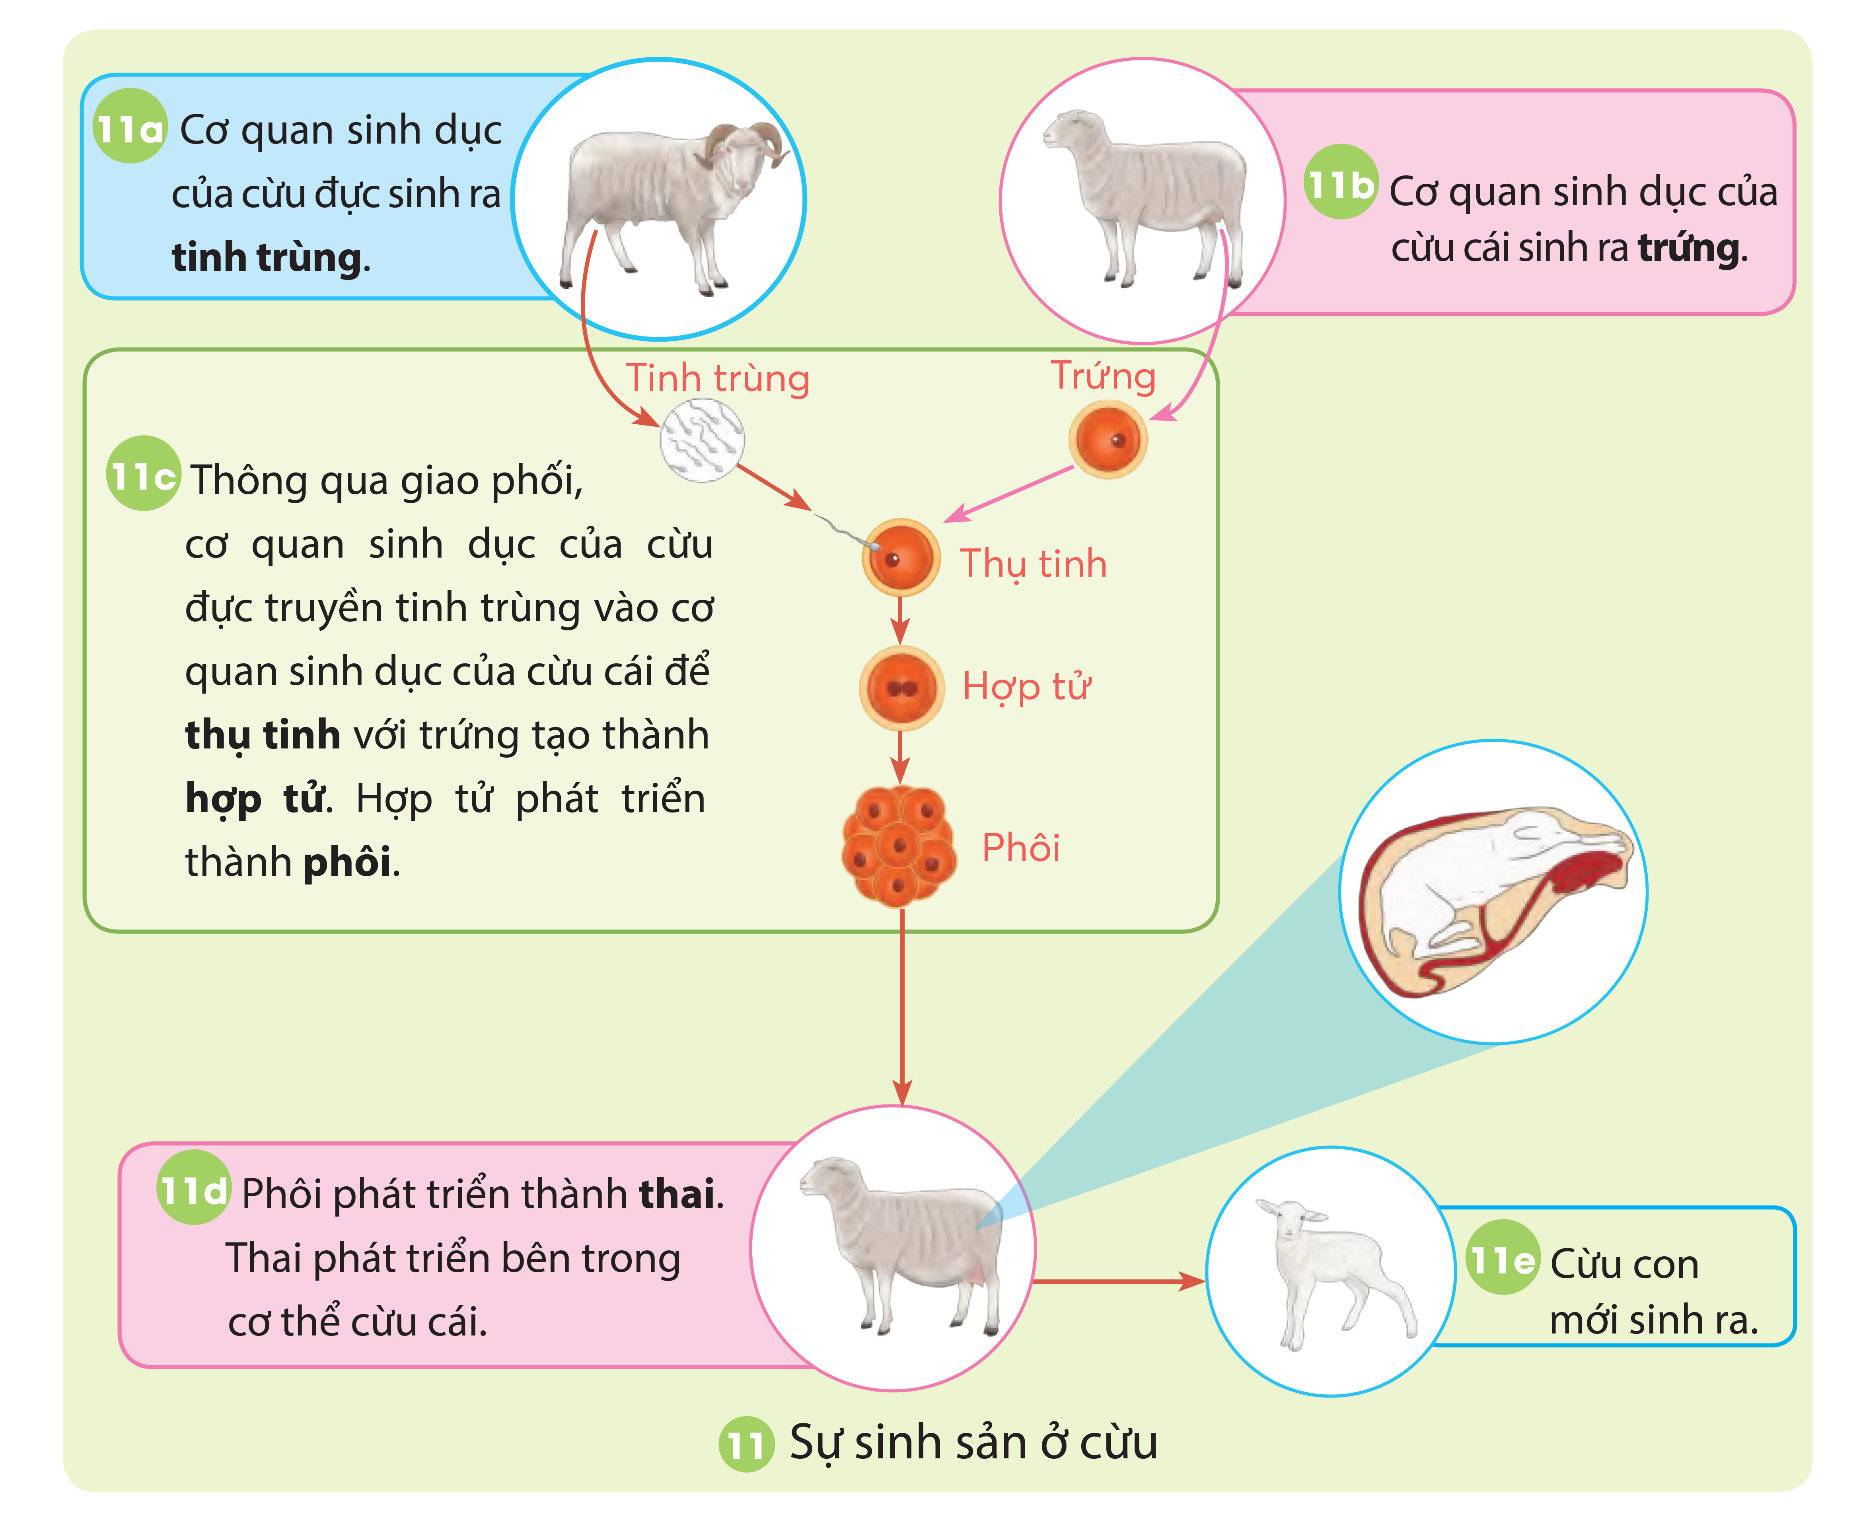 11a Cơ quan sinh dục
của cừu đực sinh ra
tinh trùng.
11b Cơ quan sinh dục của
cừu cái sinh ra trứng.
Tinh trùng
Trứng
11c Thông qua giao phối,
cơ quan sinh dục của cừu
đực truyền tinh trùng vào cơ
quan sinh dục của cừu cái để
thụ tinh với trứng tạo thành
hợp tử. Hợp tử phát triển
thành phôi.
Thụ tinh
Hợp tử
Phôi
11d Phôi phát triển thành thai.
Thai phát triển bên trong
cơ thể cừu cái.
11e Cừu con
mới sinh ra.
11 Sự sinh sản ở cừu